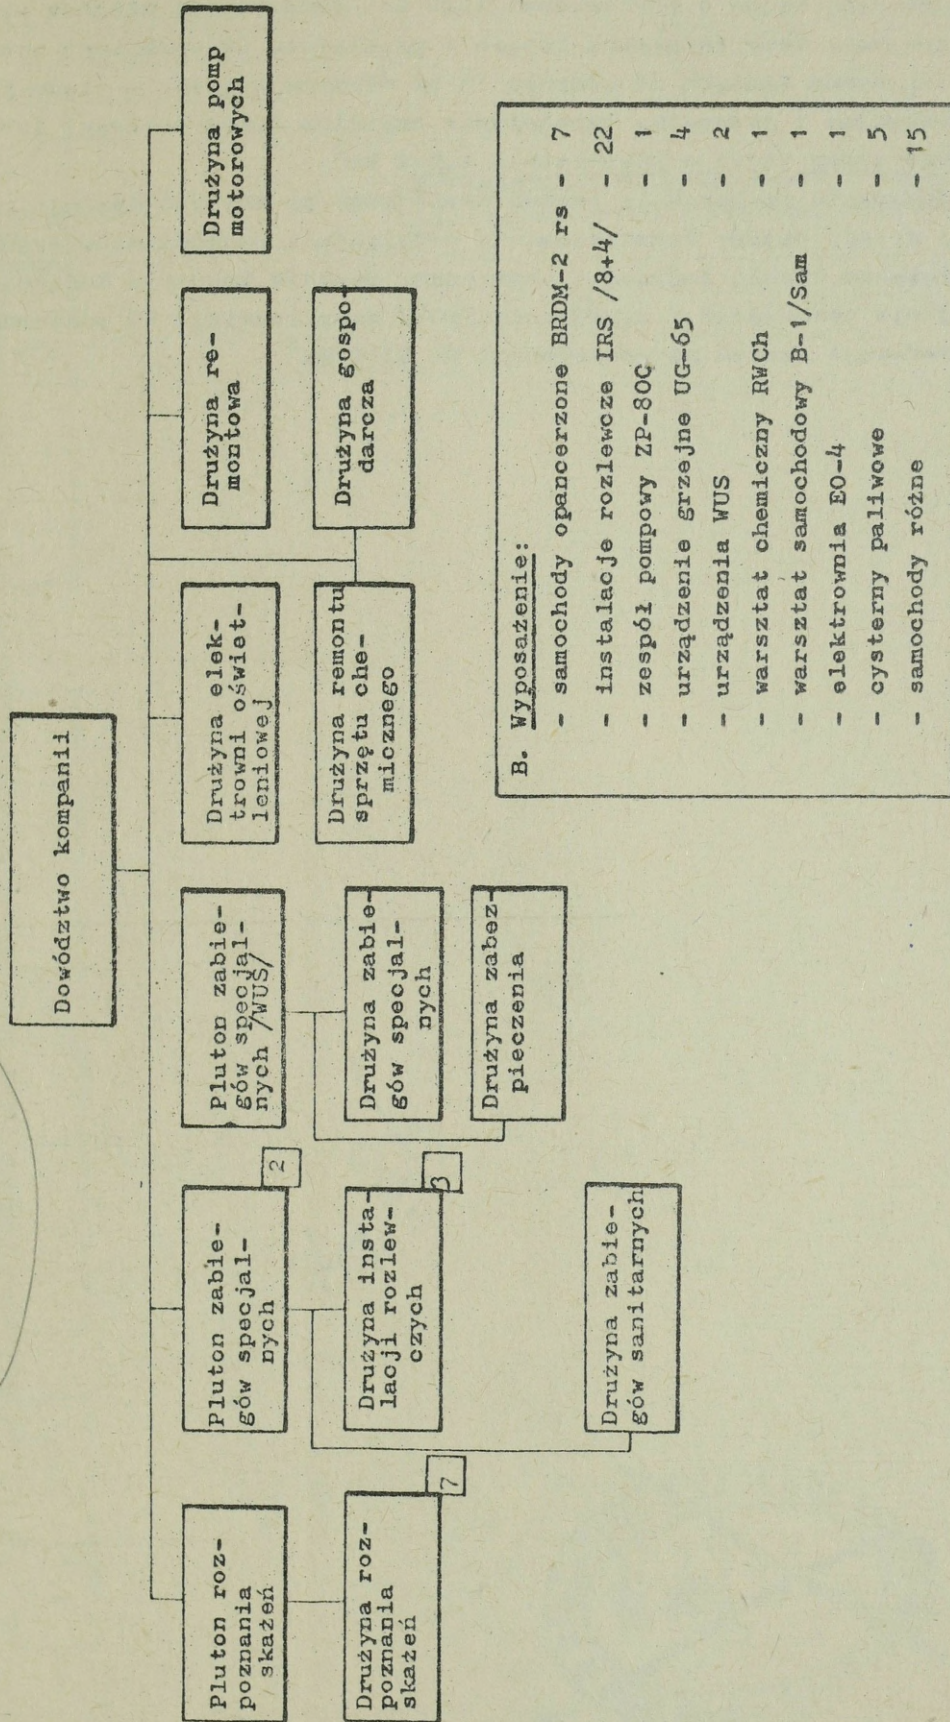 Dowództwo kompanii
Pluton roz-
poznania
skażeń
Pluton zabie-
gów specjal-
nych
2
Pluton zabie-
gów specjal-
nych /WUS/
Drużyna elek-
trowni oświet-
leniowej
Drużyna re-
montowa
Drużyna pomp
motorowych
Drużyna roz-
poznania
skażeń
7
Drużyna insta-
lacji rozlew-
czych
3
Drużyna zabie-
gów specjal-
nych
Drużyna remontu
sprzętu che-
micznego
Drużyna gospo-
darcza
Drużyna zabez-
pieczenia
Drużyna zabie-
gów sanitarnych
B. Wyposażenie:
- samochody opancerzone BRDM-2 rs - 7
- instalacje rozlewcze IRS /8+4/ - 22
- zespół pompowy ZP-800 - 1
- urządzenie grzejne UG-65 - 4
- urządzenia WUS - 2
- warsztat chemiczny RWCh - 1
- warsztat samochodowy B-1/Sam - 1
- elektrownia EO-4 - 1
- cysterny paliwowe - 5
- samochody różne - 15